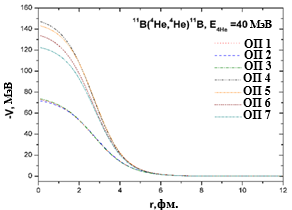 ¹¹B(⁴He,⁴He)¹¹B, E₄He =40 МэВ
160
140
120
100
80
60
40
20
0
-V, МэВ
ОП 1
ОП 2
ОП 3
ОП 4
ОП 5
ОП 6
ОП 7
0 2 4 6 8 10 12
r, фм.